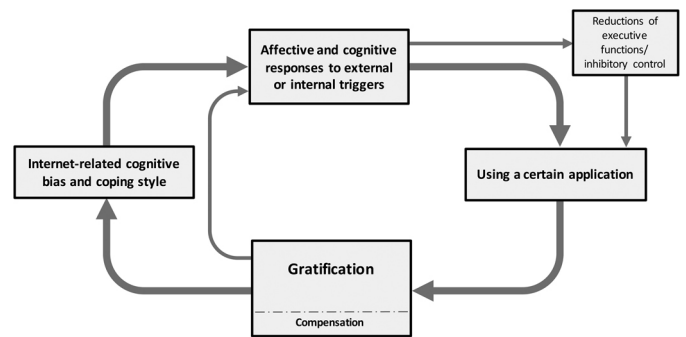 Affective and cognitive
responses to external
or internal triggers
Reductions of
executive
functions/
inhibitory control
Internet-related cognitive
bias and coping style
Using a certain application
Gratification
Compensation